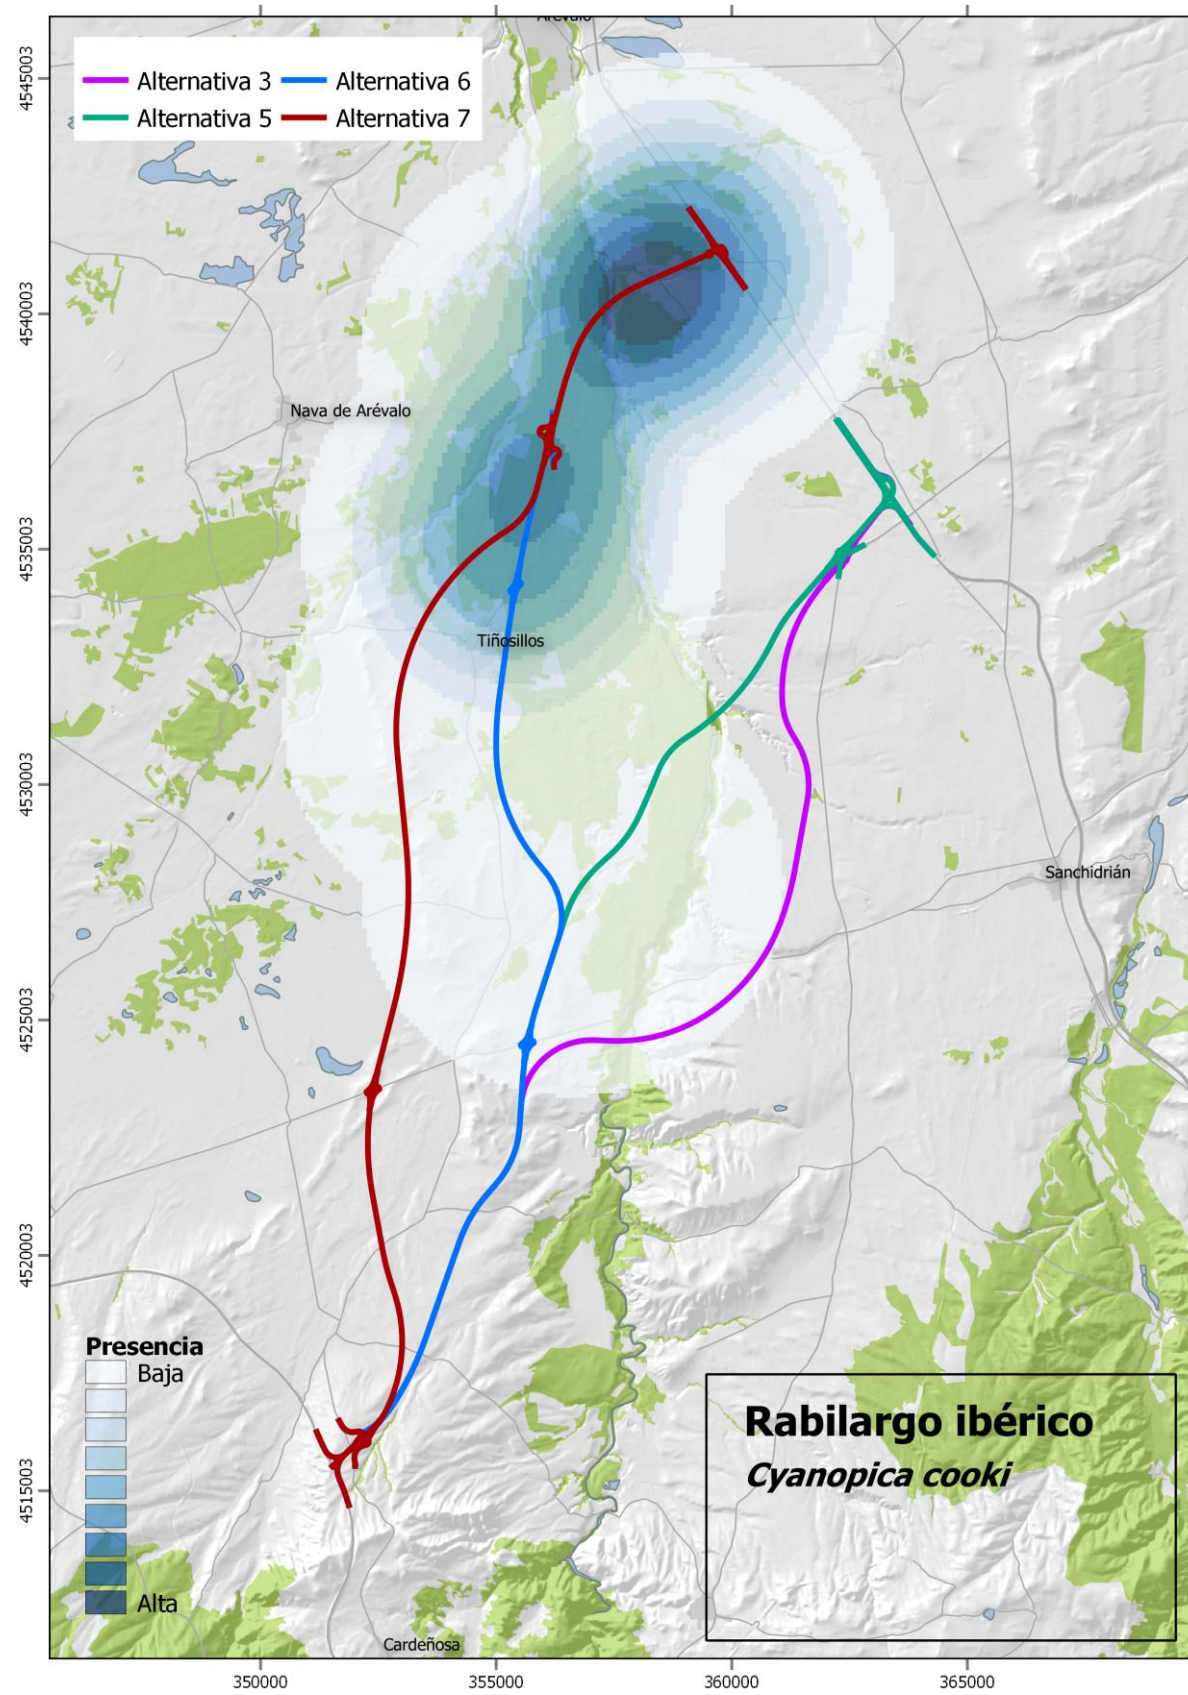 Arévalo
Alternativa 3
Alternativa 6
Alternativa 5
Alternativa 7
4545003
4540003
4535003
4530003
4525003
4520003
4515003
Nava de Arévalo
Tiñosillos
Sanchidrián
Presencia
Baja
Alta
Rabilargo ibérico
Cyanopica cooki
Cardeñosa
350000
355000
360000
365000